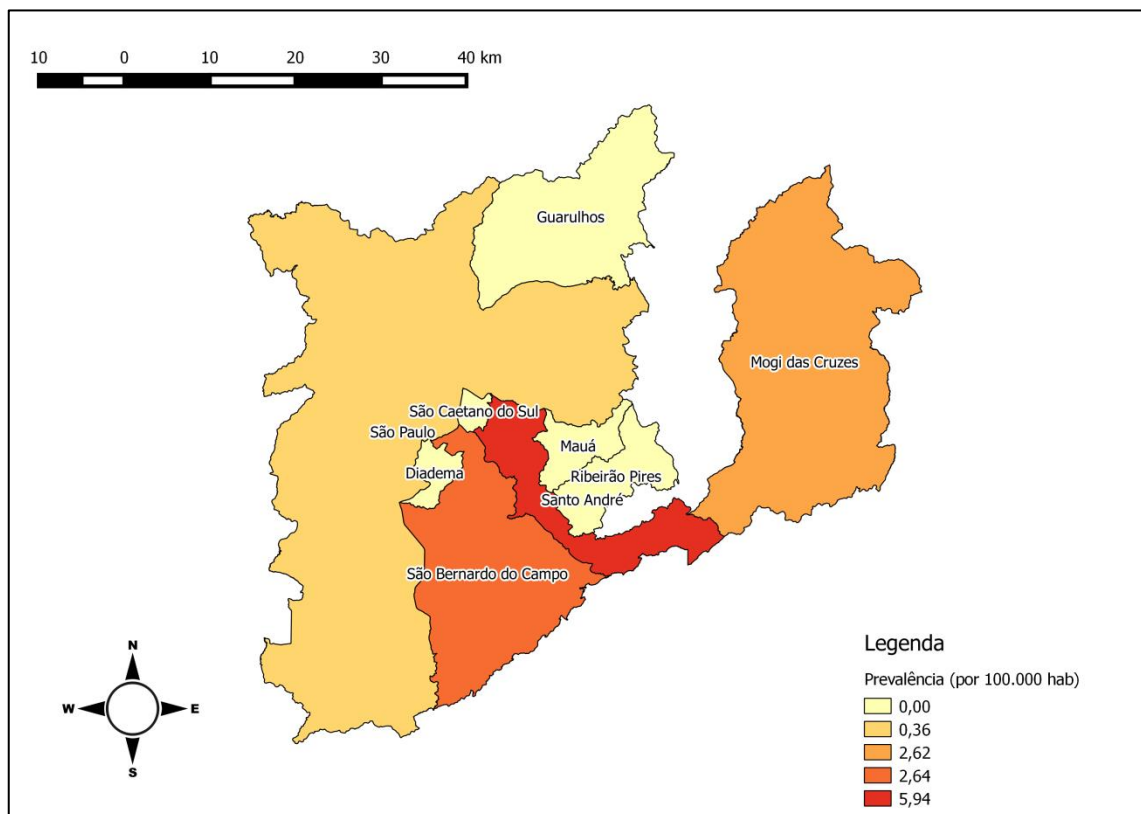 10 0 10 20 30 40 km
Guarulhos
Mogi das Cruzes
São Caetano do Sul
São Paulo
Mauá
Diadema
Ribeirão Pires
Santo André
São Bernardo do Campo
N
W E
S
Legenda
Prevalência (por 100.000 hab)
0,00
0,36
2,62
2,64
5,94